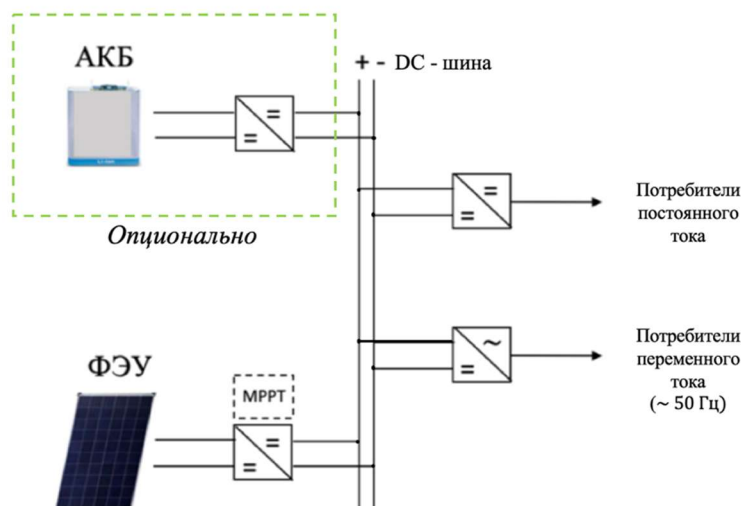 АКБ
+ - DC - шина
=
=
=
=
Потребители
постоянного
тока
Опционально
~
=
Потребители
переменного
тока
(~ 50 Гц)
ФЭУ
MPPT
=
=